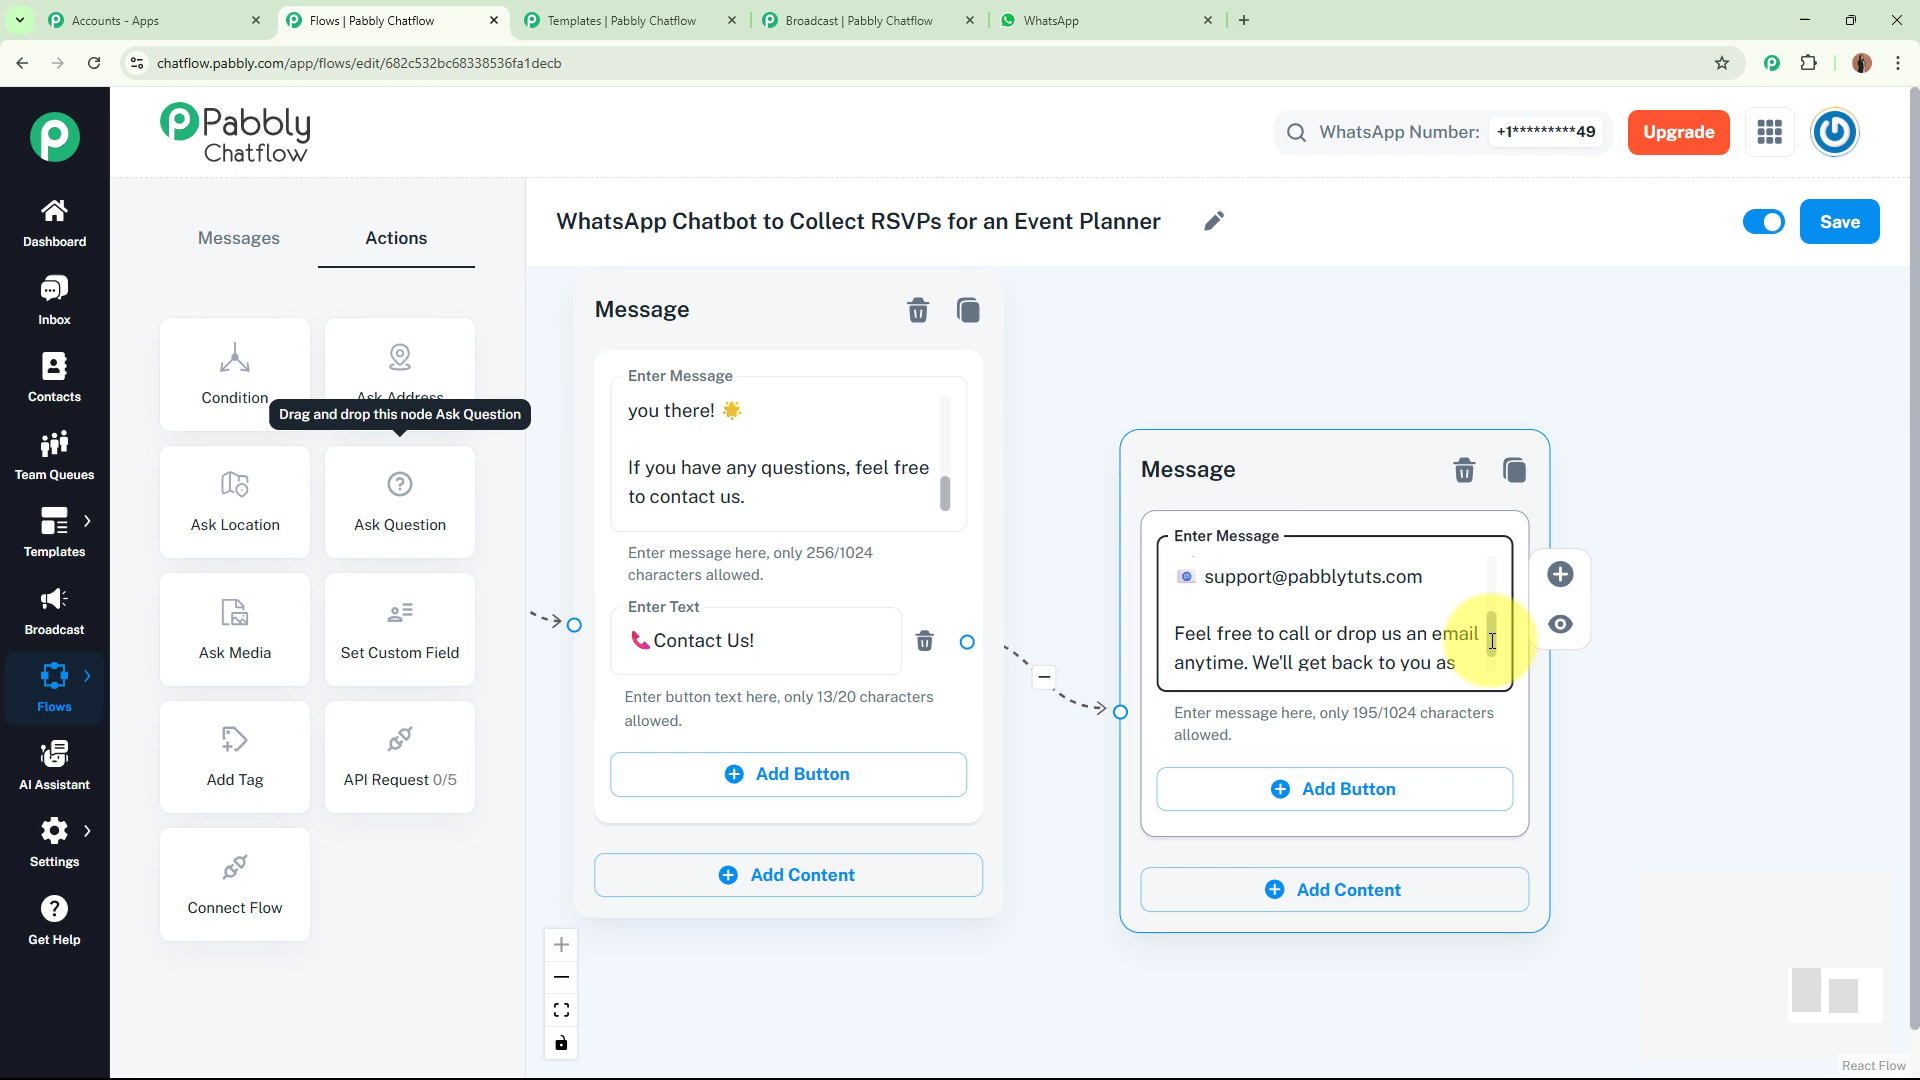 Accounts - Apps
Flows | Pabbly Chatflow
Templates | Pabbly Chatflow
Broadcast | Pabbly Chatflow
WhatsApp
chatflow.pabbly.com/app/flows/edit/682c532bc68338536fa1decb
Pabbly
Chatflow
WhatsApp Number: +1*********49
Upgrade
Dashboard
Inbox
Contacts
Team Queues
Templates
Broadcast
Flows
AI Assistant
Settings
Get Help
Messages
Actions
Condition
Ask Address
Drag and drop this node Ask Question
Ask Location
Ask Question
Ask Media
Set Custom Field
Add Tag
API Request 0/5
Connect Flow
WhatsApp Chatbot to Collect RSVPs for an Event Planner
Save
Message
Enter Message
you there! 🌟
If you have any questions, feel free
to contact us.
Enter message here, only 256/1024
characters allowed.
Enter Text
📞Contact Us!
Enter button text here, only 13/20 characters
allowed.
Add Button
Add Content
Message
Enter Message
📧 support@pabblytuts.com
Feel free to call or drop us an email
anytime. We'll get back to you as
Enter message here, only 195/1024 characters
allowed.
Add Button
Add Content
React Flow